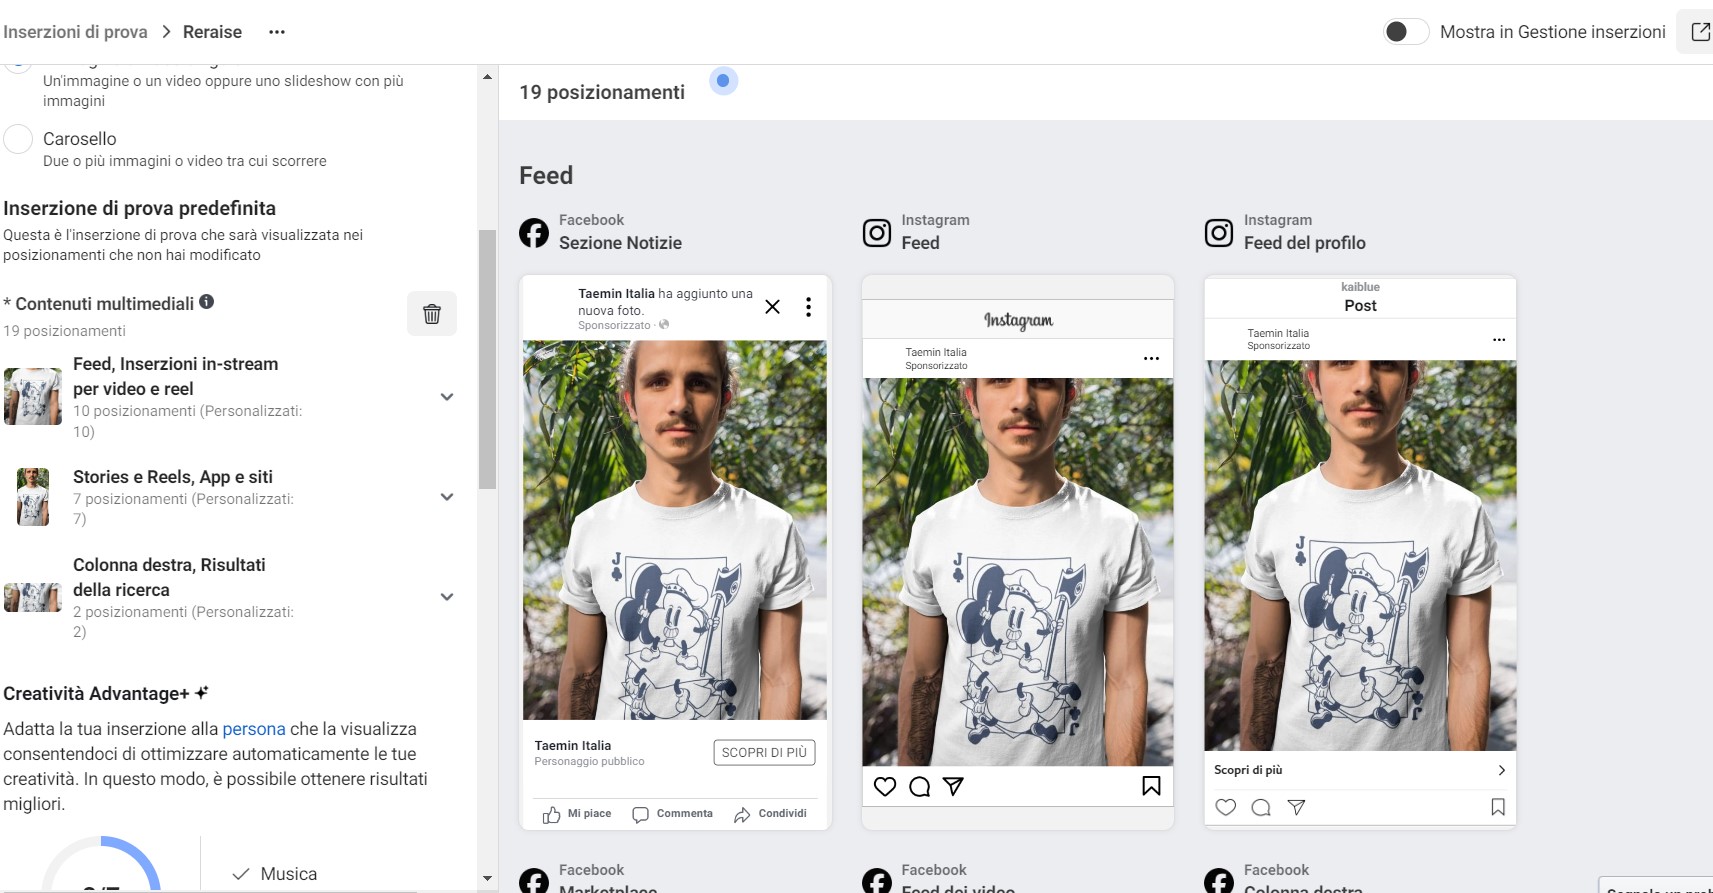 Inserzioni di prova > Reraise ...
Mostra in Gestione inserzioni
Un'immagine o un video oppure uno slideshow con più
immagini
Carosello
Due o più immagini o video tra cui scorrere
Inserzione di prova predefinita
Questa è l'inserzione di prova che sarà visualizzata nei
posizionamenti che non hai modificato
* Contenuti multimediali
19 posizionamenti
Feed, Inserzioni in-stream
per video e reel
10 posizionamenti (Personalizzati:
10)
Stories e Reels, App e siti
7 posizionamenti (Personalizzati:
7)
Colonna destra, Risultati
della ricerca
2 posizionamenti (Personalizzati:
2)
Creatività Advantage+
Adatta la tua inserzione alla persona che la visualizza
consentendoci di ottimizzare automaticamente le tue
creatività. In questo modo, è possibile ottenere risultati
migliori.
Musica
19 posizionamenti
Feed
Facebook
Sezione Notizie
Taemin Italia ha aggiunto una
nuova foto.
Sponsorizzato ·
J
Taemin Italia
Personaggio pubblico
SCOPRI DI PIÙ
Mi piace
Commenta
Condividi
Instagram
Feed
Instagram
Taemin Italia
Sponsorizzato
J
Instagram
Feed del profilo
kaiblue
Post
Taemin Italia
Sponsorizzato
J
J
Scopri di più
Facebook
Marketplace
Facebook
Feed dei video
Facebook
Colonna destra